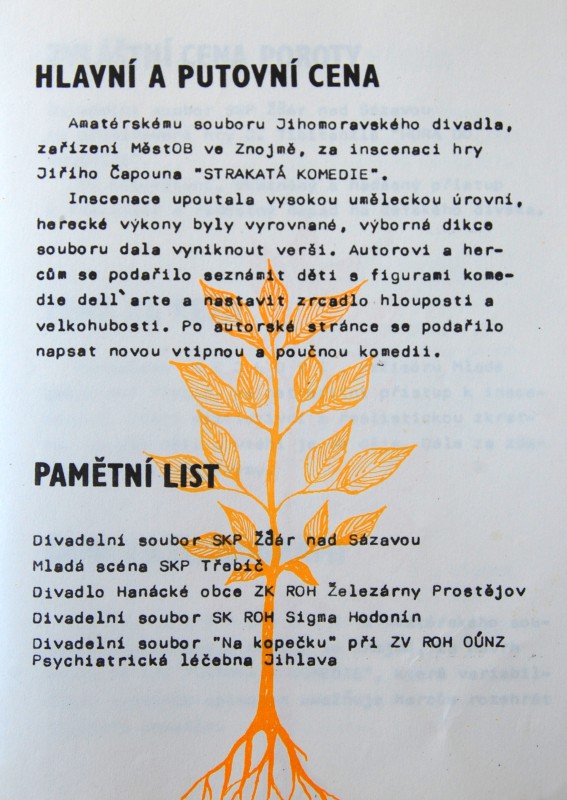 HLAVNÍ A PUTOVNÍ CENA
Amatérskému souboru Jihomoravského divadla,
zařízení MěstOB ve Znojmě, za inscenaci hry
Jiřího Čapouna "STRAKATÁ KOMEDIE".
Inscenace upoutala vysokou uměleckou úrovní,
herecké výkony byly vyrovnané, výborná dikce
souboru dala vyniknout verši. Autorovi a her-
cům se podařilo seznámit děti s figurami kome-
die dell'arte a nastavit zrcadlo hlouposti a
velkohubosti. Po autorské stránce se podařilo
napsat novou vtipnou a poučnou komedii.
PAMĚTNÍ LIST
Divadelní soubor SKP Žďár nad Sázavou
Mladá scéna SKP Třebíč
Divadlo Hanácké obce ZK ROH Železárny Prostějov
Divadelní soubor SK ROH Sigma Hodonín
Divadelní soubor "Na kopečku" při ZV ROH OÚNZ
Psychiatrická léčebna Jihlava